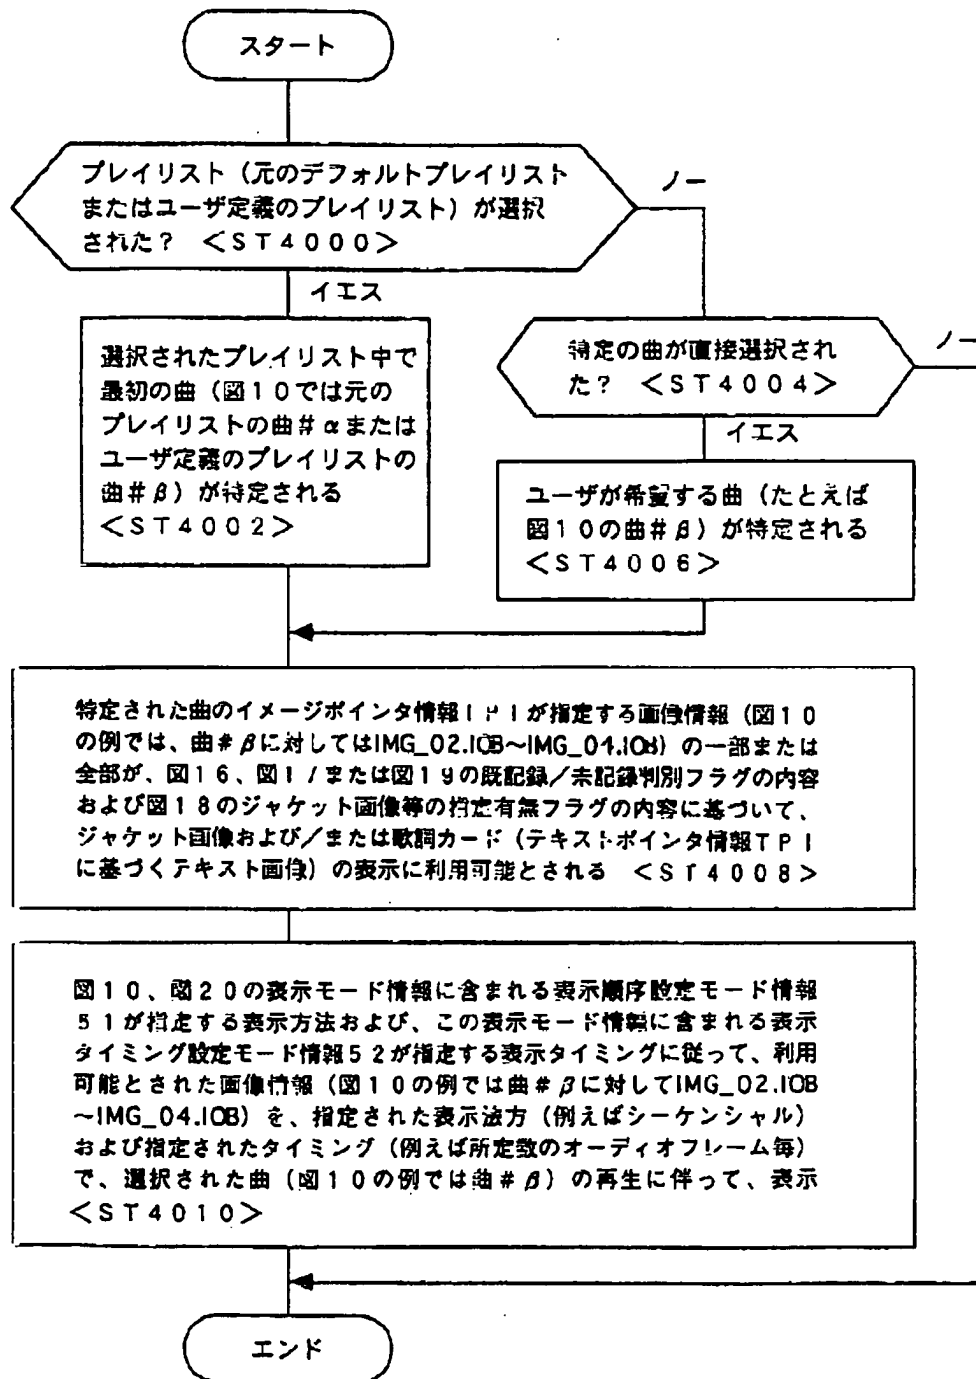 スタート
プレイリスト（元のデフォルトプレイリスト
またはユーザ定義のプレイリスト）が選択
された？ ＜ST4000＞
ノー
イエス
選択されたプレイリスト中で
最初の曲（図10では元の
プレイリストの曲＃αまたは
ユーザ定義のプレイリストの
曲＃β）が特定される
＜ST4002＞
特定の曲が直接選択され
た？ ＜ST4004＞
ノー
イエス
ユーザが希望する曲（たとえば
図10の曲＃β）が特定される
＜ST4006＞
特定された曲のイメージポインタ情報IPIが指定する画像情報（図10
の例では、曲＃βに対してはIMG_02.IOB～IMG_04.IOB）の一部または
全部が、図16、図17または図19の既記録／未記録判別フラグの内容
および図18のジャケット画像等の指定有無フラグの内容に基づいて、
ジャケット画像および／または歌詞カード（テキストポインタ情報TPI
に基づくテキスト画像）の表示に利用可能とされる ＜ST4008＞
図10、図20の表示モード情報に含まれる表示順序設定モード情報
51が指定する表示方法および、この表示モード情報に含まれる表示
タイミング設定モード情報52が指定する表示タイミングに従って、利用
可能とされた画像情報（図10の例では曲＃βに対してIMG_02.IOB
～IMG_04.IOB）を、指定された表示法方（例えばシーケンシャル）
および指定されたタイミング（例えば所定数のオーディオフレーム毎）
で、選択された曲（図10の例では曲＃β）の再生に伴って、表示
＜ST4010＞
エンド